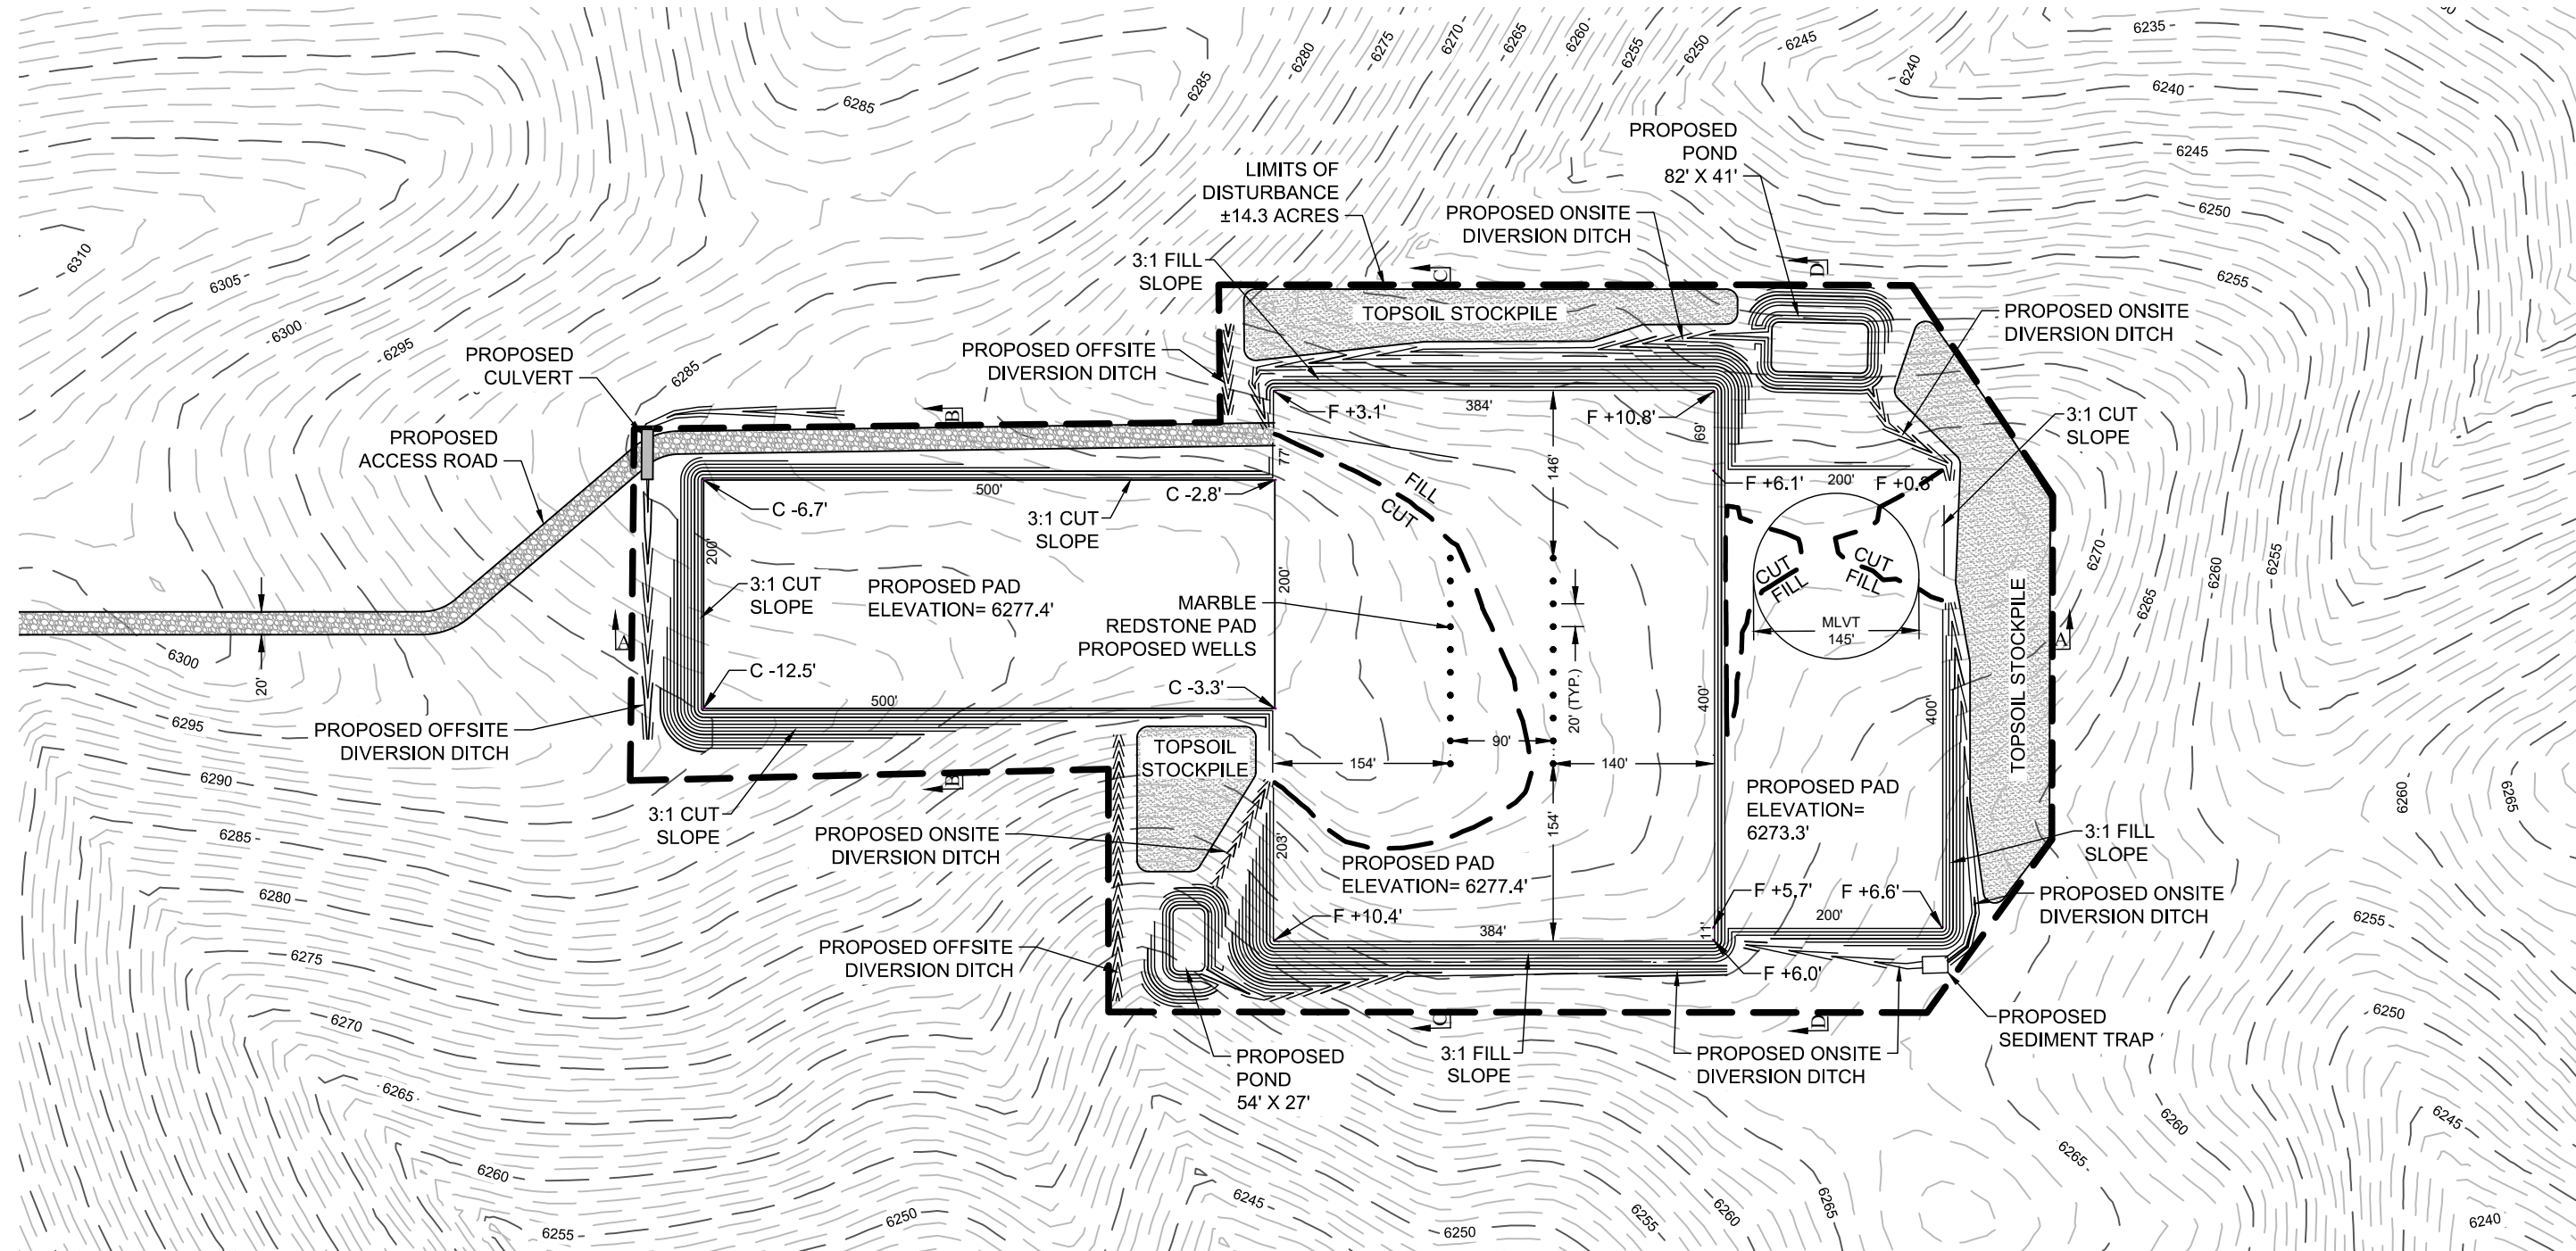 6285
6280
6275
6270
6265
6260
6255
6250
6245
6240
6235
6240
6245
6250
6255
6285
6310
6305
6300
6295
6285
PROPOSED
POND
82' X 41'
LIMITS OF
DISTURBANCE
±14.3 ACRES
PROPOSED ONSITE
DIVERSION DITCH
3:1 FILL
SLOPE
C
D
TOPSOIL STOCKPILE
PROPOSED ONSITE
DIVERSION DITCH
PROPOSED
CULVERT
PROPOSED OFFSITE
DIVERSION DITCH
B
PROPOSED
ACCESS ROAD
F +3.1'
384'
F +10.8'
69'
3:1 CUT
SLOPE
77'
146'
C -6.7'
500'
C -2.8'
3:1 CUT
SLOPE
FILL
CUT
F +6.1'
200'
F +0.8'
200'
3:1 CUT
SLOPE
PROPOSED PAD
ELEVATION= 6277.4'
200'
MARBLE
REDSTONE PAD
PROPOSED WELLS
CUT
FILL
CUT
FILL
MLVT
145'
TOPSOIL STOCKPILE
6270
6265
6260
6255
A
A
20'
6300
C -12.5'
C -3.3'
500'
20' (TYP.)
400'
400'
6295
PROPOSED OFFSITE
DIVERSION DITCH
TOPSOIL
STOCKPILE
90'
154'
140'
6290
B
3:1 CUT
SLOPE
PROPOSED PAD
ELEVATION=
6273.3'
6260
6265
6285
PROPOSED ONSITE
DIVERSION DITCH
203'
154'
PROPOSED PAD
ELEVATION= 6277.4'
3:1 FILL
SLOPE
6280
F +5.7'
F +6.6'
PROPOSED ONSITE
DIVERSION DITCH
6255
F +10.4'
384'
11'
200'
PROPOSED OFFSITE
DIVERSION DITCH
6275
F +6.0'
6270
C
D
6250
PROPOSED
SEDIMENT TRAP
PROPOSED
POND
54' X 27'
3:1 FILL
SLOPE
PROPOSED ONSITE
DIVERSION DITCH
6265
6260
6245
6265
6260
6245
6265
6255
6250
6250
6255
6260
6240